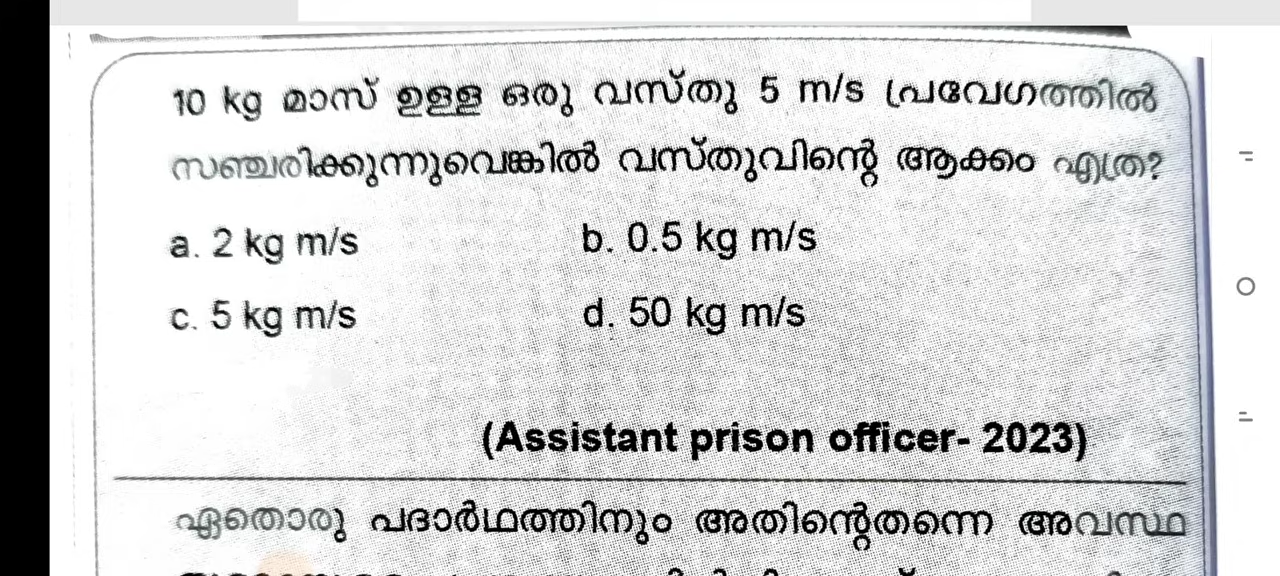 10 kg മാസ് ഉള്ള ഒരു വസ്തു 5 m/s പ്രവേഗത്തിൽ
സഞ്ചരിക്കുന്നുവെങ്കിൽ വസ്തുവിന്റെ ആക്കം എത്ര?
a. 2 kg m/s b. 0.5 kg m/s
c. 5 kg m/s d. 50 kg m/s
(Assistant prison officer- 2023)
ഏതൊരു പദാർഥത്തിനും അതിന്റേതന്നെ അവസ്ഥ